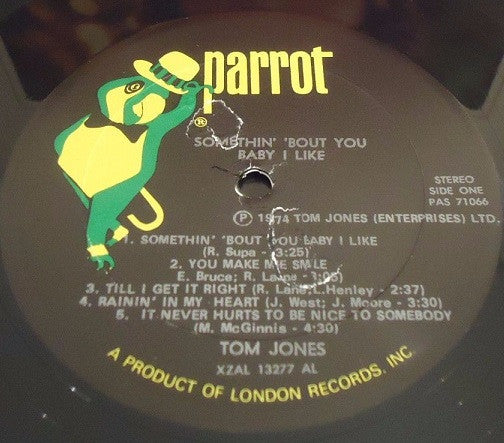 parrot
®
SOMETHIN' 'BOUT YOU
BABY I LIKE
STEREO
SIDE ONE
PAS 71066
Ⓟ 1974 TOM JONES (ENTERPRISES) LTD.
1. SOMETHIN' 'BOUT YOU BABY I LIKE
(R. Supa - 3:25)
2. YOU MAKE ME SMILE
E. Bruce; R.
3. TILL I GET IT RIGHT (R. Lane, L. Henley - 2:37)
4. RAININ' IN MY HEART (J. West; J. Moore - 3:30)
5. IT NEVER HURTS TO BE NICE TO SOMEBODY
(M. McGinnis - 4:30)
TOM JONES
XZAL 13277 AL
A PRODUCT OF LONDON RECORDS, INC.